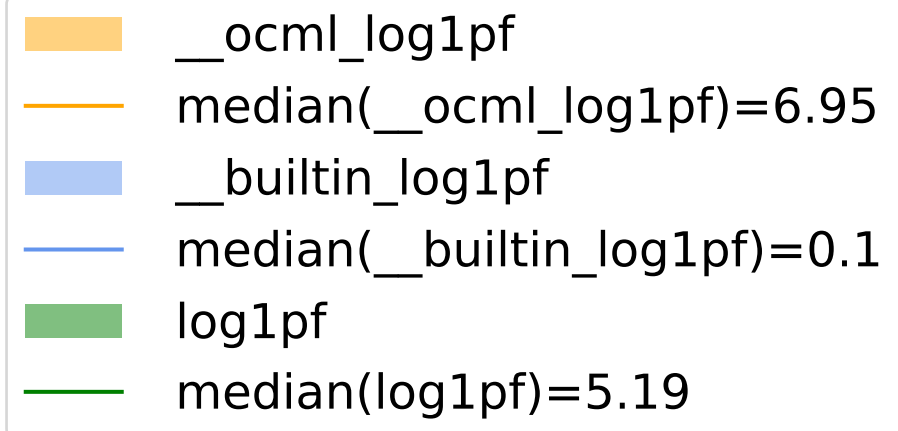 __ocml_log1pf
median(__ocml_log1pf)=6.95
__builtin_log1pf
median(__builtin_log1pf)=0.1
log1pf
median(log1pf)=5.19